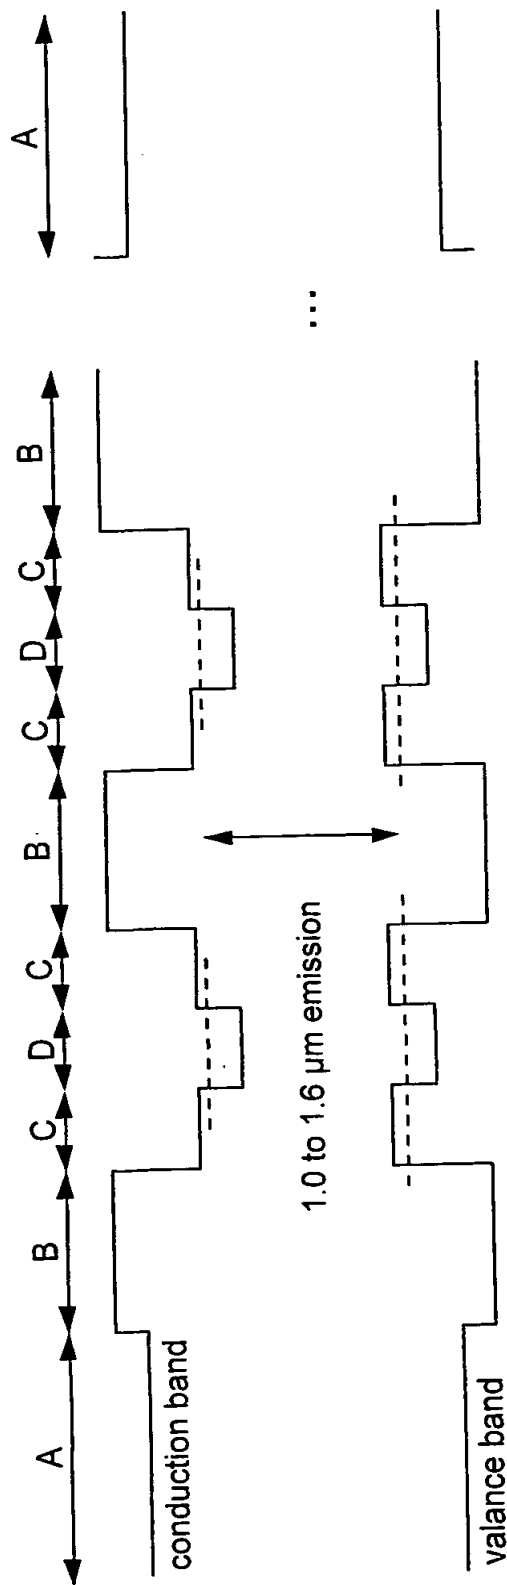 A B C D C B C D C B A
...
1.0 to 1.6 µm emission
conduction band
valance band